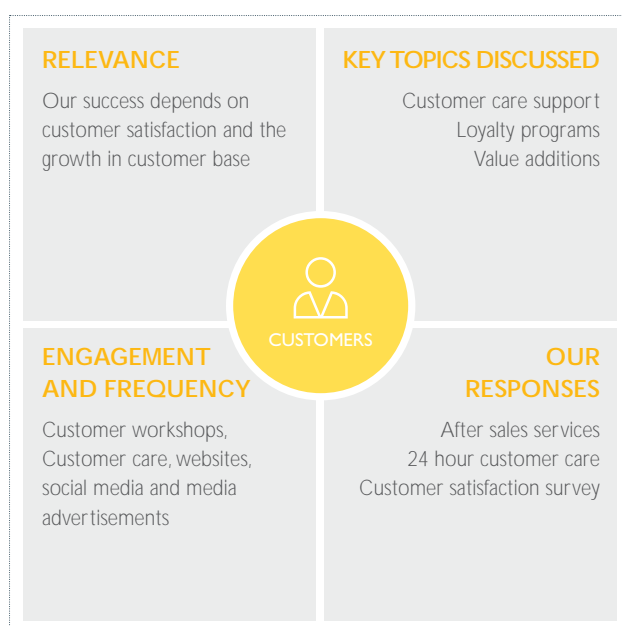 RELEVANCE
Our success depends on
customer satisfaction and the
growth in customer base
KEY TOPICS DISCUSSED
Customer care support
Loyalty programs
Value additions
CUSTOMERS
ENGAGEMENT
AND FREQUENCY
Customer workshops,
Customer care, websites,
social media and media
advertisements
OUR
RESPONSES
After sales services
24 hour customer care
Customer satisfaction survey